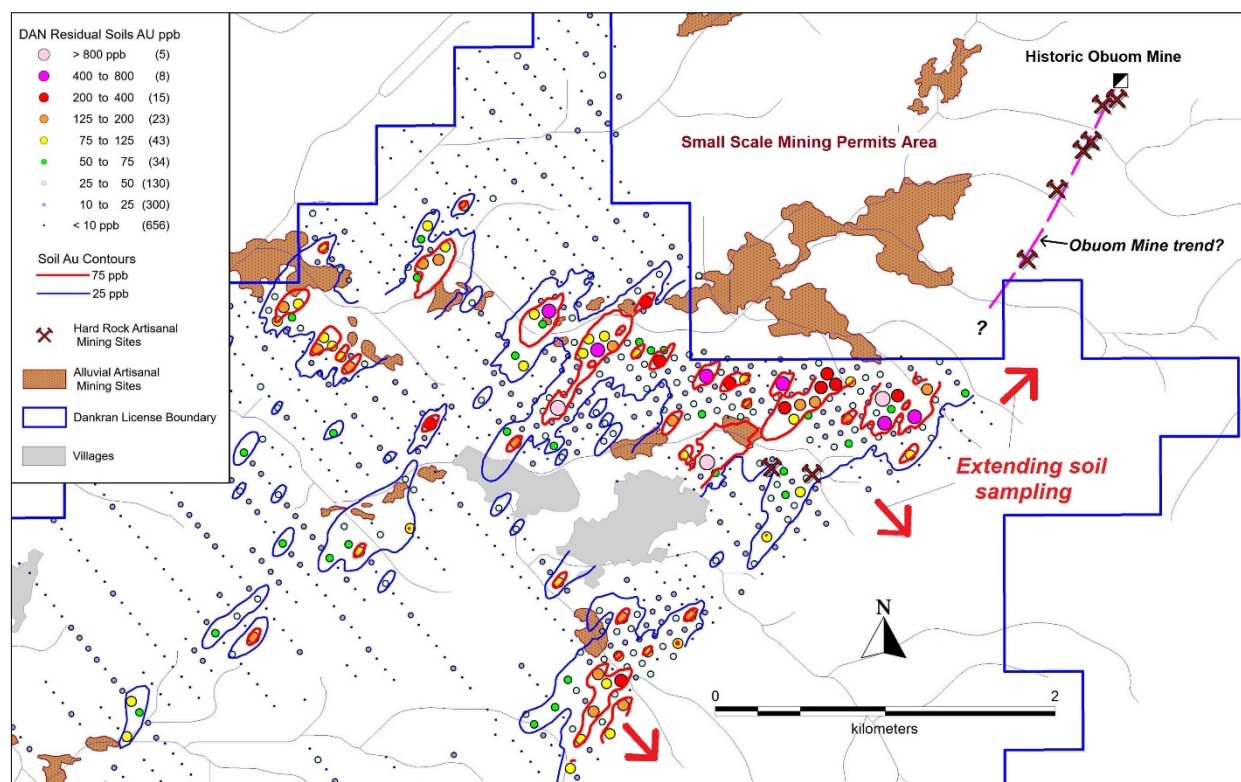 DAN Residual Soils AU ppb
> 800 ppb (5)
400 to 800 (8)
200 to 400 (15)
125 to 200 (23)
75 to 125 (43)
50 to 75 (34)
25 to 50 (130)
10 to 25 (300)
< 10 ppb (656)
Soil Au Contours
75 ppb
25 ppb
Hard Rock Artisanal
Mining Sites
Alluvial Artisanal
Mining Sites
Dankran License Boundary
Villages
Historic Obuom Mine
Small Scale Mining Permits Area
Obuom Mine trend?
?
Extending soil
sampling
N
0 2
kilometers